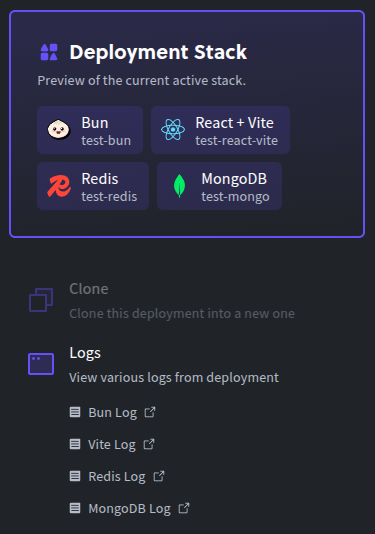 Deployment Stack
Preview of the current active stack.
Bun
test-bun
React + Vite
test-react-vite
Redis
test-redis
MongoDB
test-mongo
Clone
Clone this deployment into a new one
Logs
View various logs from deployment
Bun Log
Vite Log
Redis Log
MongoDB Log